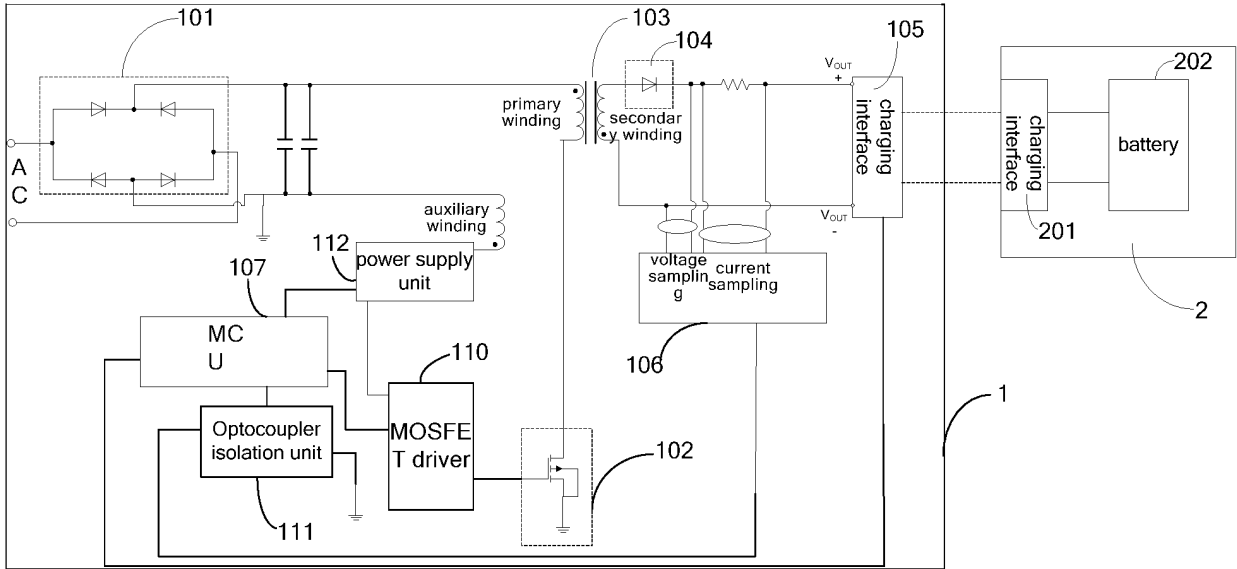 101
103
104
105
202
V OUT
+
primary
winding
secondar
y winding
charging
interface
charging
interface
battery
A
C
auxiliary
winding
V OUT
-
201
112
power supply
unit
voltage
samplin
g
current
sampling
107
2
MC
U
110
106
1
Optocoupler
isolation unit
MOSFE
T driver
102
111